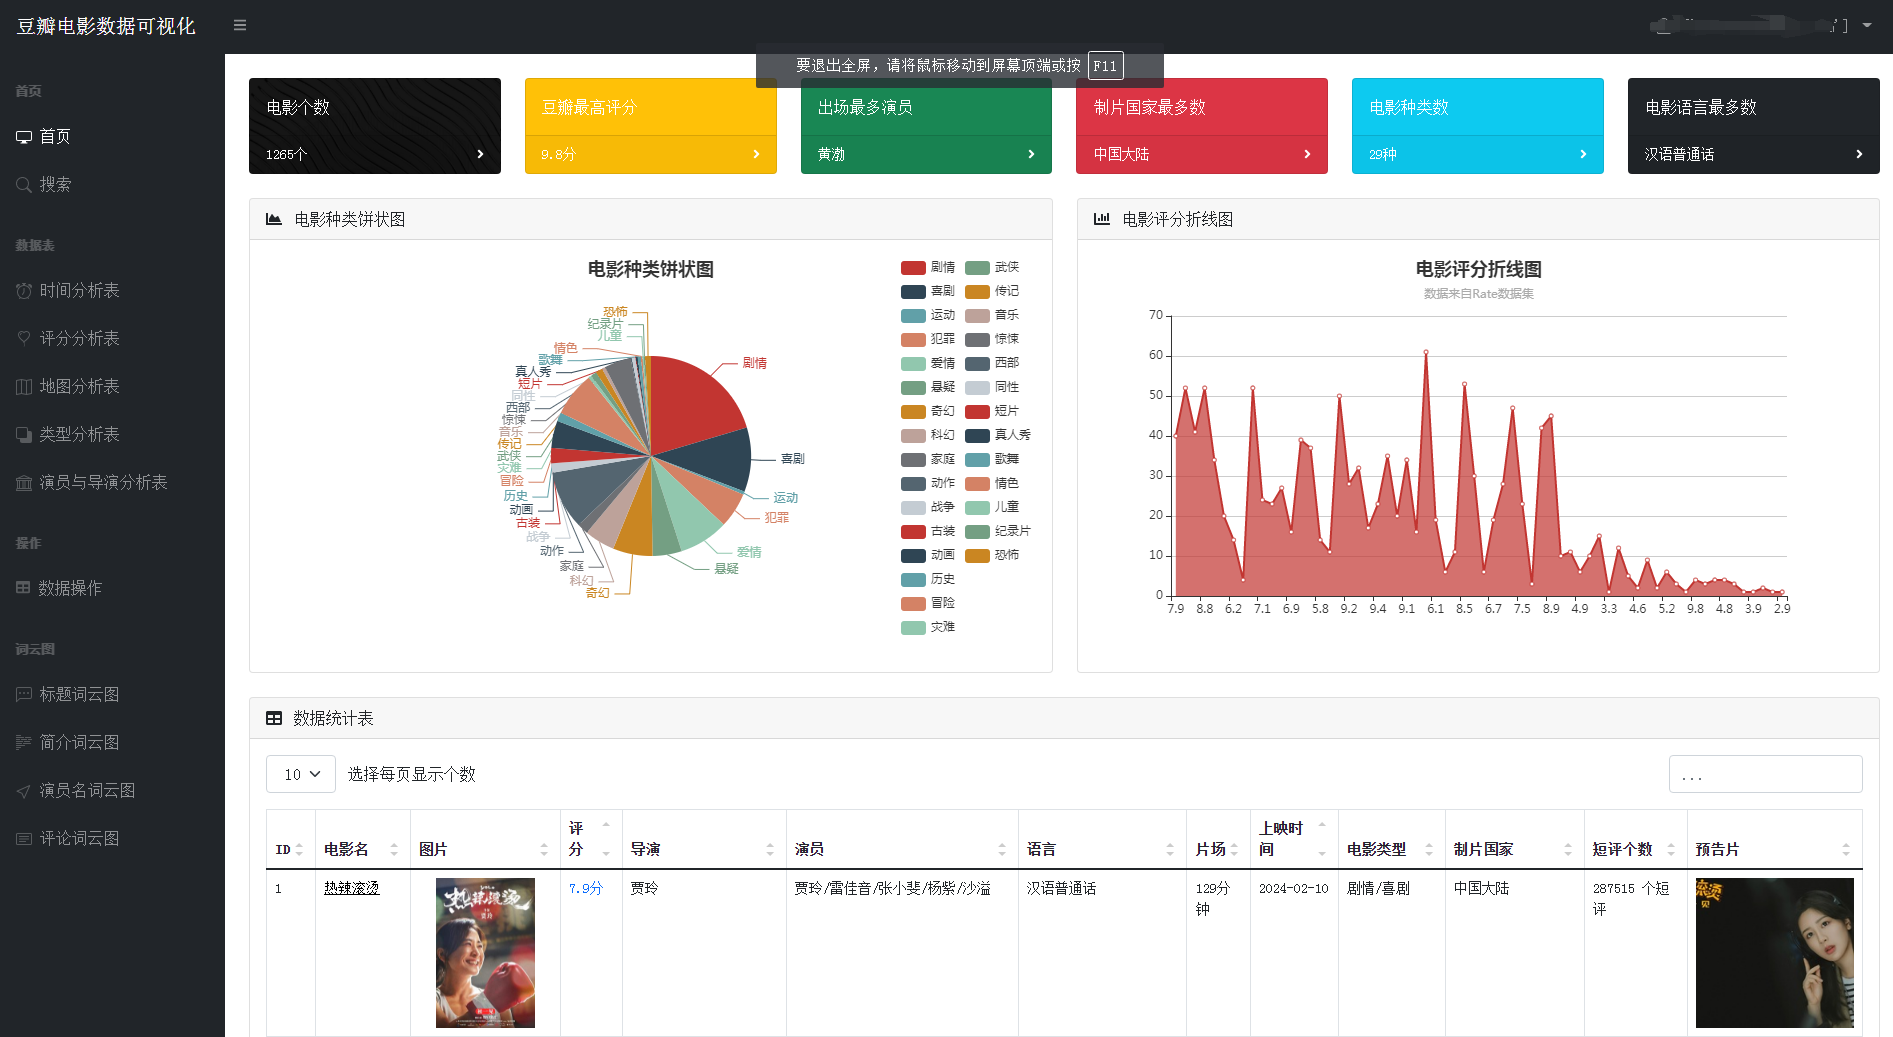 豆瓣电影数据可视化
要退出全屏，请将鼠标移动到屏幕顶端或按 F11
首页
首页
搜索
数据表
时间分析表
评分分析表
地图分析表
类型分析表
演员与导演分析表
操作
数据操作
词云图
标题词云图
简介词云图
演员名词云图
评论词云图
电影个数
1265个
豆瓣最高评分
9.8分
出场最多演员
黄渤
制片国家最多数
中国大陆
电影种类数
29种
电影语言最多数
汉语普通话
电影种类饼状图
电影种类饼状图
恐怖
纪录片
儿童
情色
歌舞
真人秀
短片
同性
西部
惊悚
音乐
传记
武侠
灾难
冒险
历史
动画
古装
战争
动作
家庭
科幻
奇幻
剧情
喜剧
运动
犯罪
爱情
悬疑
剧情 武侠
喜剧 传记
运动 音乐
犯罪 惊悚
爱情 西部
悬疑 同性
奇幻 短片
科幻 真人秀
家庭 歌舞
动作 情色
战争 儿童
古装 纪录片
动画 恐怖
历史
冒险
灾难
电影评分折线图
电影评分折线图
数据来自Rate数据集
70
60
50
40
30
20
10
0
7.9 8.8 6.2 7.1 6.9 5.8 9.2 9.4 9.1 6.1 8.5 6.7 7.5 8.9 4.9 3.3 4.6 5.2 9.8 4.8 3.9 2.9
数据统计表
10 选择每页显示个数
...
ID 电影名 图片 评分 导演 演员 语言 片场 上映时间 电影类型 制片国家 短评个数 预告片
1 热辣滚烫 7.9分 贾玲 贾玲/雷佳音/张小斐/杨紫/沙溢 汉语普通话 129分钟 2024-02-10 剧情/喜剧 中国大陆 287515 个短评
热辣滚烫